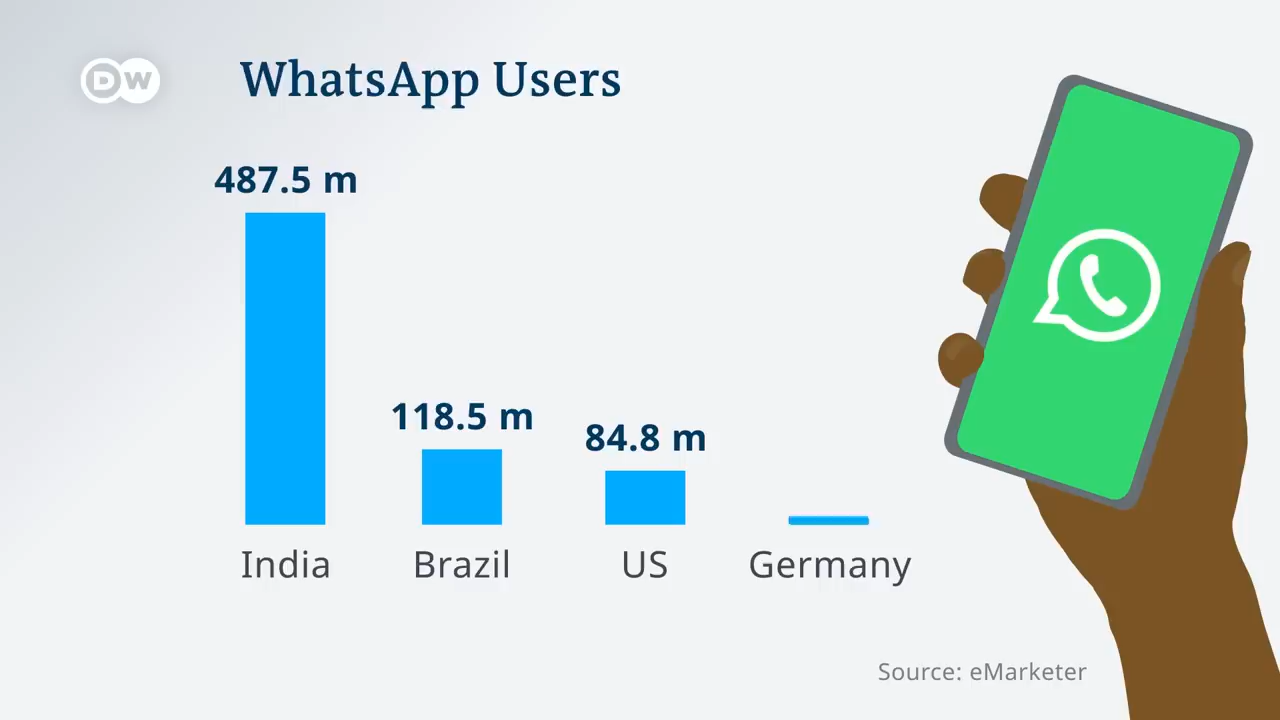 DW
WhatsApp Users
487.5 m
118.5 m
84.8 m
India
Brazil
US
Germany
Source: eMarketer